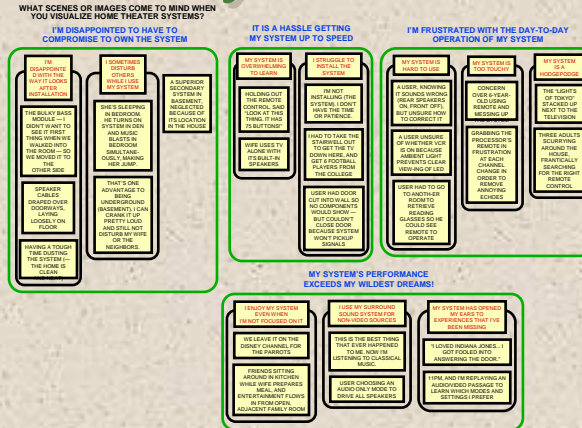 WHAT SCENES OR IMAGES COME TO MIND WHEN
YOU VISUALIZE HOME THEATER SYSTEMS?
I'M DISAPPOINTED TO HAVE TO
COMPROMISE TO OWN THE SYSTEM
I'M
DISAPPOINTE
D WITH THE
WAY IT LOOKS
AFTER
INSTALLATION
THE BULKY BASS
MODULE — I
DIDN'T WANT TO
SEE IT FIRST
THING WHEN WE
WALKED INTO
THE ROOM — SO
WE MOVED IT TO
THE
OTHER SIDE
SPEAKER
CABLES
DRAPED OVER
DOORWAYS,
LAYING
LOOSELY ON
FLOOR
HAVING A TOUGH
TIME DUSTING
THE SYSTEM (—
THE HOME IS
CLEAN
I SOMETIMES
DISTURB
OTHERS
WHILE I USE
MY SYSTEM
SHE'S SLEEPING
IN BEDROOM.
HE TURNS ON
SYSTEM IN DEN
AND MUSIC
BLASTS IN
BEDROOM
SIMULTANE-
OUSLY, MAKING
HER JUMP.
THAT'S ONE
ADVANTAGE TO
BEING
UNDERGROUND
(BASEMENT), I CAN
CRANK IT UP
PRETTY LOUD
AND STILL NOT
DISTURB MY WIFE
OR THE
NEIGHBORS.
A SUPERIOR
SECONDARY
SYSTEM IN
BASEMENT,
NEGLECTED
BECAUSE OF
ITS LOCATION
IN THE HOUSE
IT IS A HASSLE GETTING
MY SYSTEM UP TO SPEED
MY SYSTEM IS
OVERWHELMING
TO LEARN
HOLDING OUT
THE REMOTE
CONTROL, SAID
"LOOK AT THIS
THING. IT HAS
75 BUTTONS!"
WIFE USES TV
ALONE WITH
ITS BUILT-IN
SPEAKERS
I STRUGGLE TO
INSTALL THE
SYSTEM
I'M NOT
INSTALLING (THE
SYSTEM). I DON'T
HAVE THE TIME
OR PATIENCE.
I HAD TO TAKE THE
STAIRWELL OUT
TO GET THE TV
DOWN HERE, AND
GET 6 FOOTBALL
PLAYERS FROM
THE COLLEGE
USER HAD DOOR
CUT INTO WALL SO
NO COMPONENTS
WOULD SHOW —
BUT COULDN'T
CLOSE DOOR
BECAUSE SYSTEM
WON'T PICKUP
SIGNALS
I'M FRUSTRATED WITH THE DAY-TO-DAY
OPERATION OF MY SYSTEM
MY SYSTEM IS
HARD TO USE
A USER, KNOWING
IT SOUNDS WRONG
(REAR SPEAKERS
ON, FRONT OFF),
BUT UNSURE HOW
TO CORRECT IT
A USER UNSURE
OF WHETHER VCR
IS ON BECAUSE
AMBIENT LIGHT
PREVENTS CLEAR
VIEW-ING OF LED
USER HAD TO GO
TO ANOTH-ER
ROOM TO
RETRIEVE
READING
GLASSES SO HE
COULD SEE
REMOTE TO
OPERATE
MY SYSTEM IS
TOO TOUCHY
CONCERN
OVER 6-YEAR-
OLD USING
REMOTE AND
MESSING UP
GRABBING THE
PROCESSOR'S
REMOTE IN
FRUSTRATION
AT EACH
CHANNEL
CHANGE IN
ORDER TO
REMOVE
ANNOYING
ECHOES
MY SYSTEM
IS A
HODGEPODGE
THE "LIGHTS
OF TOKYO"
STACKED UP
NEXT TO THE
TELEVISION
THREE ADULTS
SCURRYING
AROUND THE
HOUSE,
FRANTICALLY
SEARCHING
FOR THE RIGHT
REMOTE
CONTROL
MY SYSTEM'S PERFORMANCE
EXCEEDS MY WILDEST DREAMS!
I ENJOY MY SYSTEM
EVEN WHEN
I'M NOT FOCUSED ON IT
WE LEAVE IT ON THE
DISNEY CHANNEL FOR
THE PARROTS
FRIENDS SITTING
AROUND IN KITCHEN
WHILE WIFE PREPARES
MEAL, AND
ENTERTAINMENT FLOWS
IN FROM OPEN,
ADJACENT FAMILY ROOM
I USE MY SURROUND
SOUND SYSTEM FOR
NON-VIDEO SOURCES
THIS IS THE BEST THING
THAT EVER HAPPENED
TO ME. NOW I'M
LISTENING TO CLASSICAL
MUSIC.
USER CHOOSING AN
AUDIO-ONLY MODE TO
DRIVE ALL SPEAKERS
MY SYSTEM HAS OPENED
MY EARS TO
EXPERIENCES THAT I'VE
BEEN MISSING
"I LOVED INDIANA JONES... I
GOT FOOLED INTO
ANSWERING THE DOOR."
11PM, AND I'M REPLAYING AN
AUDIO/VIDEO PASSAGE TO
LEARN WHICH MODES AND
SETTINGS I PREFER